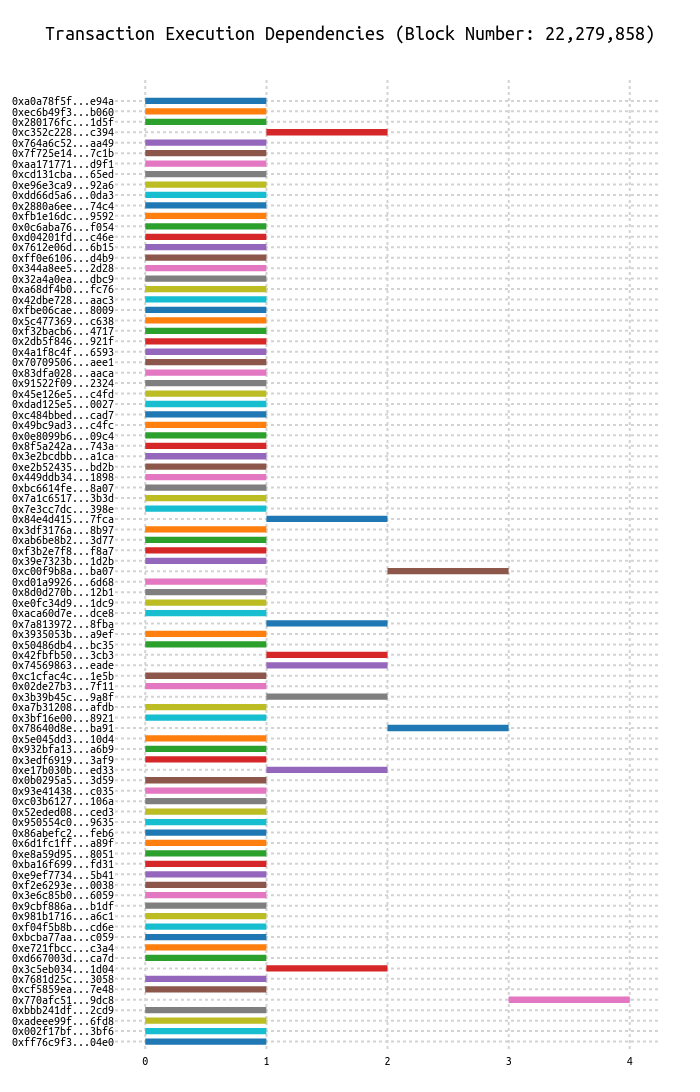 Transaction Execution Dependencies (Block Number: 22,279,858)
0xa0a78f5f...e94a
0xec6b49f3...b060
0x280176fc...1d5f
0xc352c228...c394
0x764a6c52...aa49
0x7f725e14...7c1b
0xaa171771...d9f1
0xcd131cba...65ed
0xe96e3ca9...92a6
0xdd66d5a6...0da3
0x2880a6ee...74c4
0xfb1e16dc...9592
0x0c6aba76...f054
0xd04201fd...c46e
0x7612e06d...6b15
0xff0e6106...d4b9
0x344a8ee5...2d28
0x32a4a0ea...dbc9
0xa68df4b0...fc76
0x42dbe728...aac3
0xfbe06cae...8009
0x5c477369...c638
0xf32bacb6...4717
0x2db5f846...921f
0x4a1f8c4f...6593
0x70709506...aee1
0x83dfa028...aaca
0x91522f09...2324
0x45e126e5...c4fd
0xdad125e5...0027
0xc484bbed...cad7
0x49bc9ad3...c4fc
0x0e8099b6...09c4
0x8f5a242a...743a
0x3e2bcdbb...a1ca
0xe2b52435...bd2b
0x449ddb34...1898
0xbc6614fe...8a07
0x7a1c6517...3b3d
0x7e3cc7dc...398e
0x84e4d415...7fca
0x3df3176a...8b97
0xab6be8b2...3d77
0xf3b2e7f8...f8a7
0x39e7323b...1d2b
0xc00f9b8a...ba07
0xd01a9926...6d68
0x8d0d270b...12b1
0xe0fc34d9...1dc9
0xaca60d7e...dce8
0x7a813972...8fba
0x3935053b...a9ef
0x50486db4...bc35
0x42fbfb50...3cb3
0x74569863...eade
0xc1cfac4c...1e5b
0x02de27b3...7f11
0x3b39b45c...9a8f
0xa7b31208...afdb
0x3bf16e00...8921
0x78640d8e...ba91
0x5e045dd3...10d4
0x932bfa13...a6b9
0x3edf6919...3af9
0xe17b030b...ed33
0x0b0295a5...3d59
0x93e41438...c035
0xc03b6127...106a
0x52eded08...ced3
0x950554c0...9635
0x86abefc2...feb6
0x6d1fc1ff...a89f
0xe8a59d95...8051
0xba16f699...fd31
0xe9ef7734...5b41
0xf2e6293e...0038
0x3e6c85b0...6059
0x9cbf886a...b1df
0x981b1716...a6c1
0xf04f5b8b...cd6e
0xbcba77aa...c059
0xe721fbcc...c3a4
0xd667003d...ca7d
0x3c5eb034...1d04
0x7681d25c...3058
0xcf5859ea...7e48
0x770afc51...9dc8
0xbbb241df...2cd9
0xadeee99f...6fd8
0x002f17bf...3bf6
0xff76c9f3...04e0
0 1 2 3 4